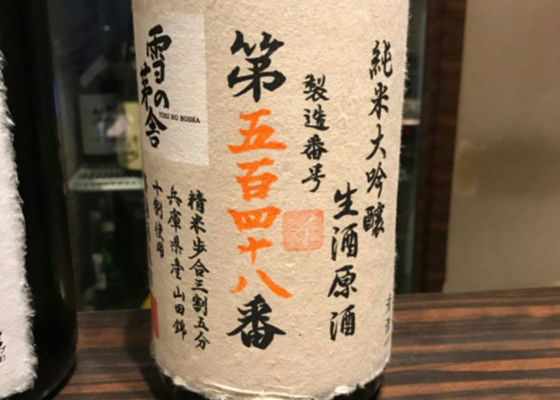 純米大吟醸
生酒原酒
製造番号
第五百四十八番
雪の茅舎
YUKI NO BOSHA
精米歩合三割五分
兵庫県産山田錦
十割使用